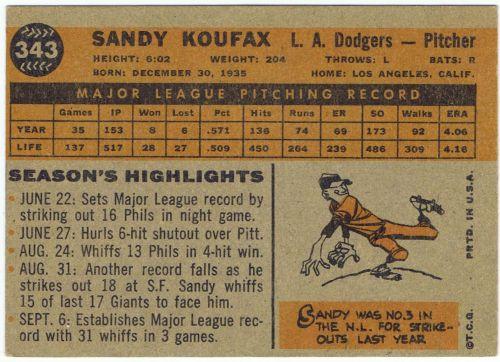 343
SANDY KOUFAX L. A. Dodgers — Pitcher
HEIGHT: 6:02 WEIGHT: 204 THROWS: L BATS: R
BORN: DECEMBER 30, 1935 HOME: LOS ANGELES, CALIF.
MAJOR LEAGUE PITCHING RECORD
Games IP Won Lost Pct. Hits Runs ER SO Walks ERA
YEAR 35 153 8 6 .571 136 74 69 173 92 4.06
LIFE 137 517 28 27 .509 450 264 239 486 309 4.16
SEASON'S HIGHLIGHTS
• JUNE 22: Sets Major League record by
striking out 16 Phils in night game.
• JUNE 27: Hurls 6-hit shutout over Pitt.
• AUG. 24: Whiffs 13 Phils in 4-hit win.
• AUG. 31: Another record falls as he
strikes out 18 at S.F. Sandy whiffs
15 of last 17 Giants to face him.
• SEPT. 6: Establishes Major League rec-
ord with 31 whiffs in 3 games.
SANDY WAS NO.3 IN
THE N.L. FOR STRIKE-
OUTS LAST YEAR
©T.C.G. PRTD. IN U.S.A.